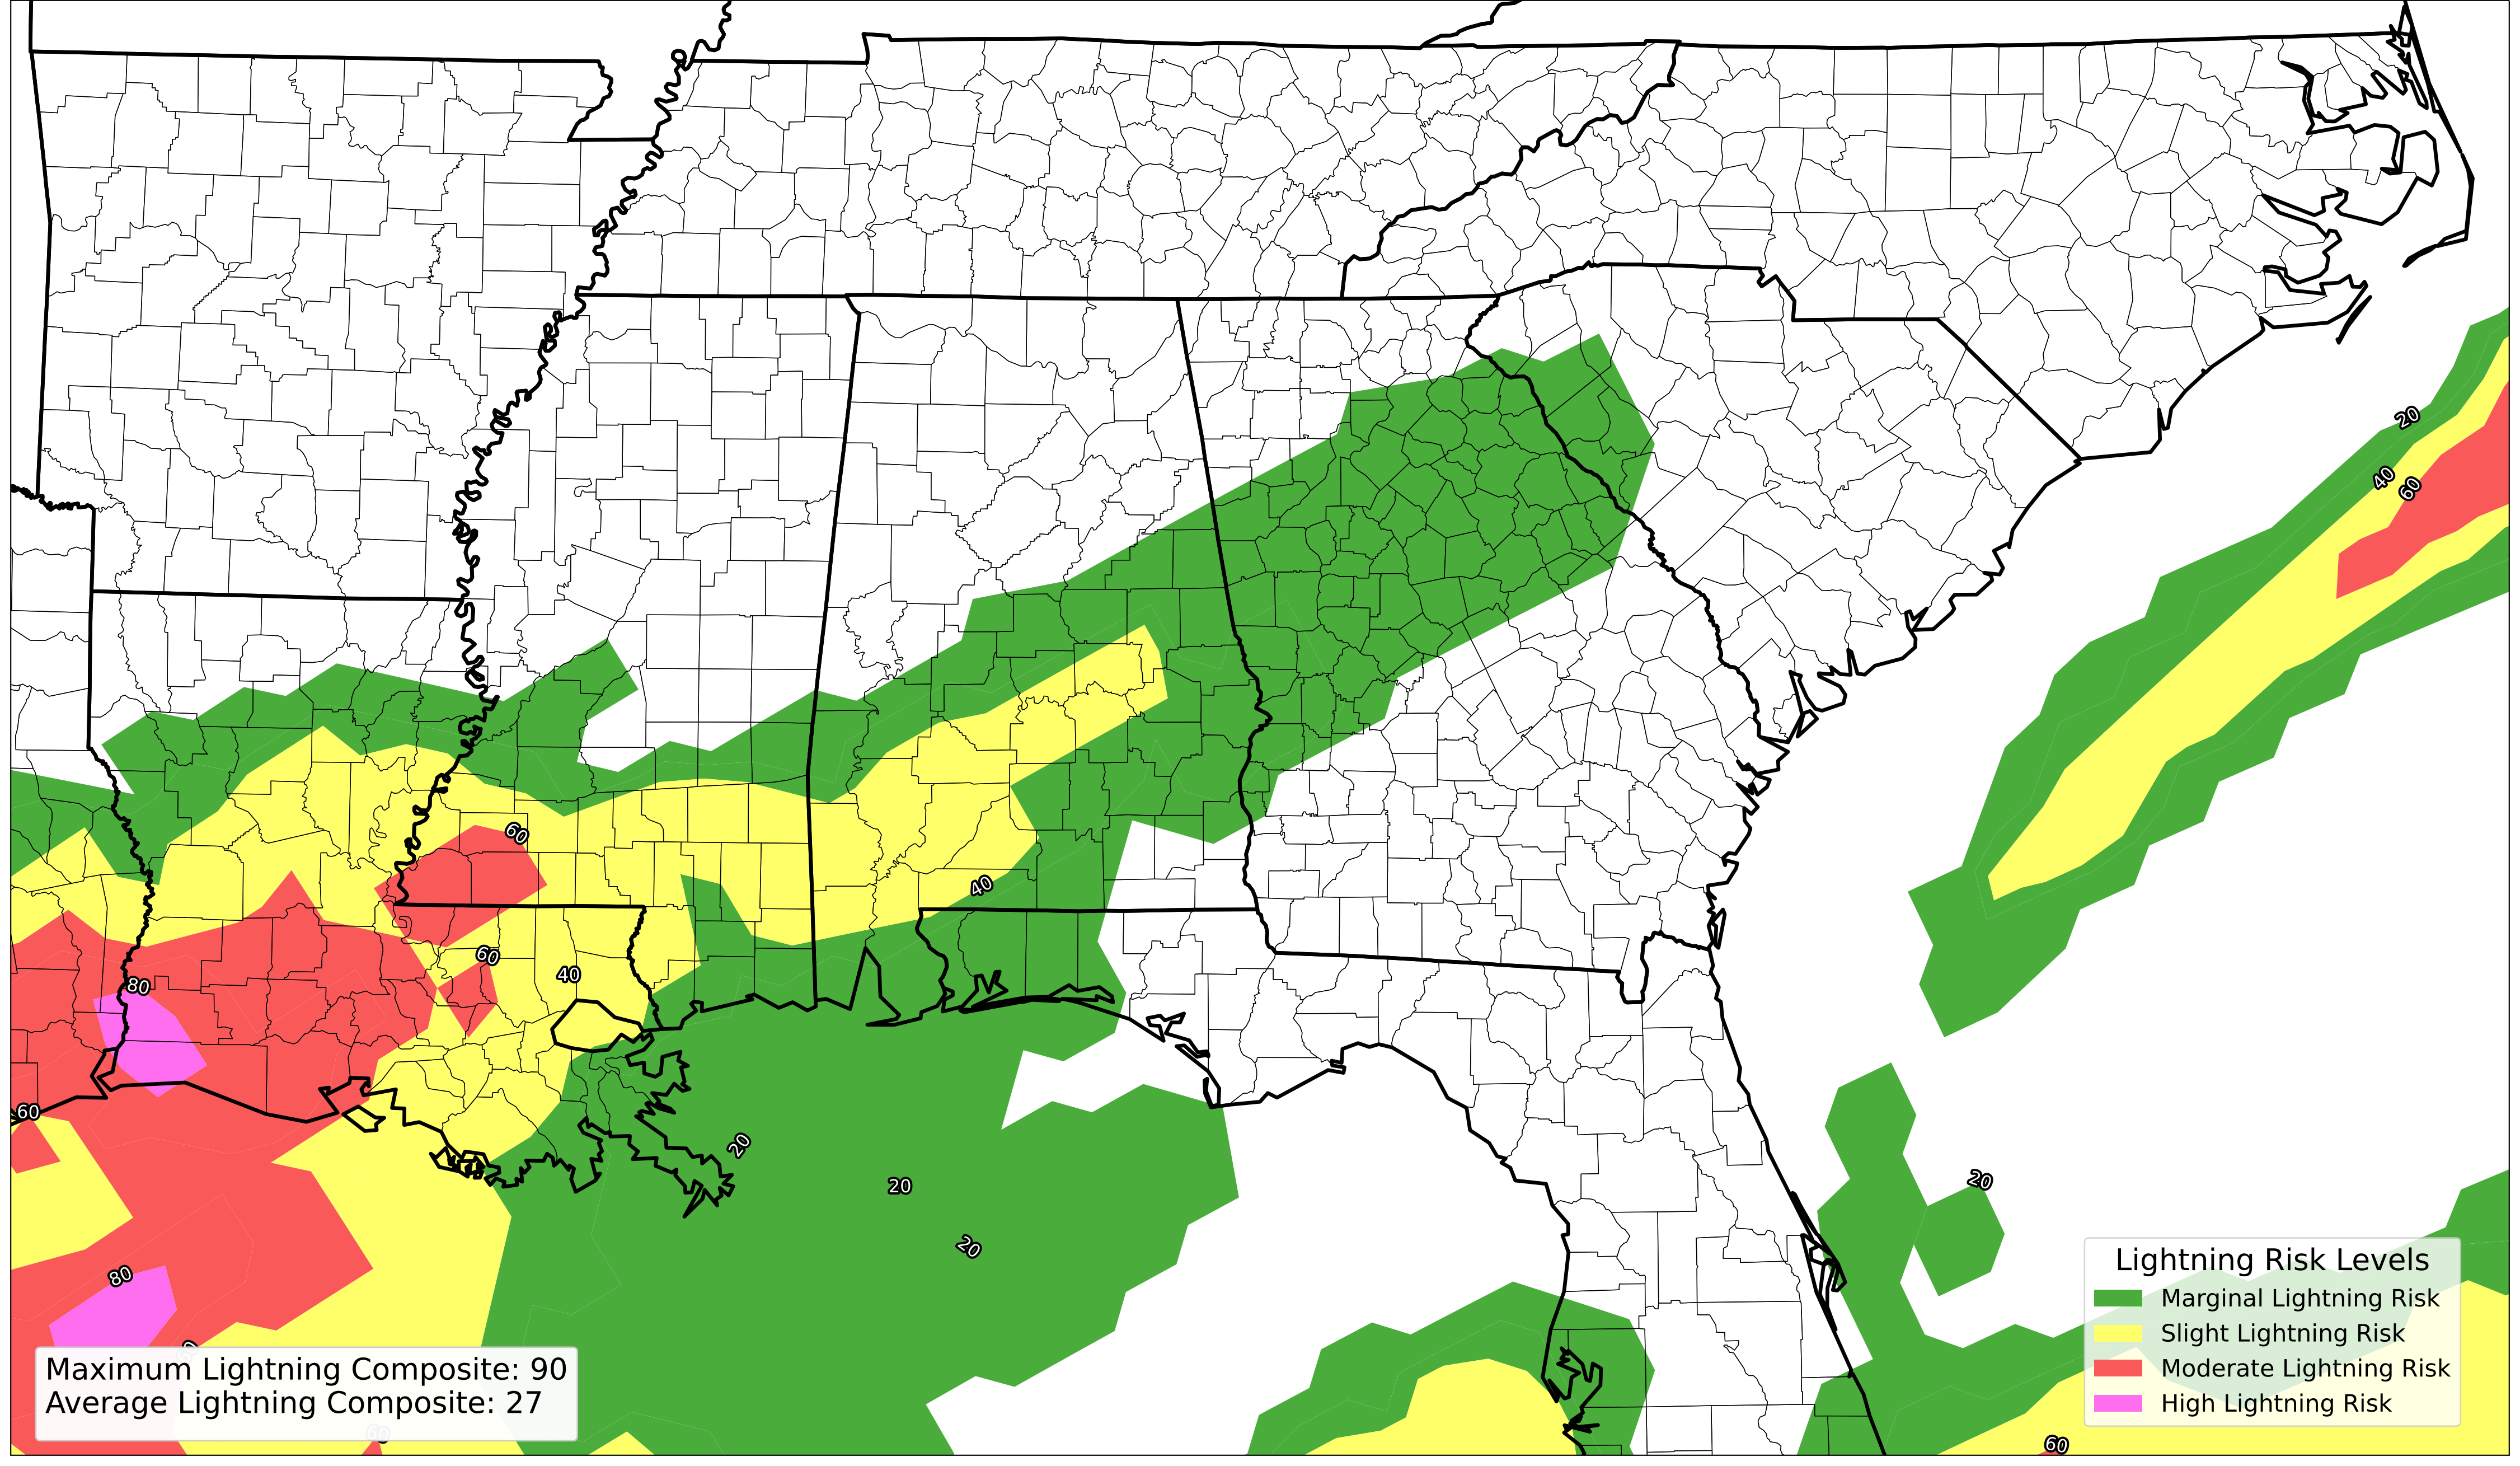 20
40
60
60
40
60
40
80
60
20
20
20
20
80
60
60
Lightning Risk Levels
Marginal Lightning Risk
Slight Lightning Risk
Moderate Lightning Risk
High Lightning Risk
Maximum Lightning Composite: 90
Average Lightning Composite: 27